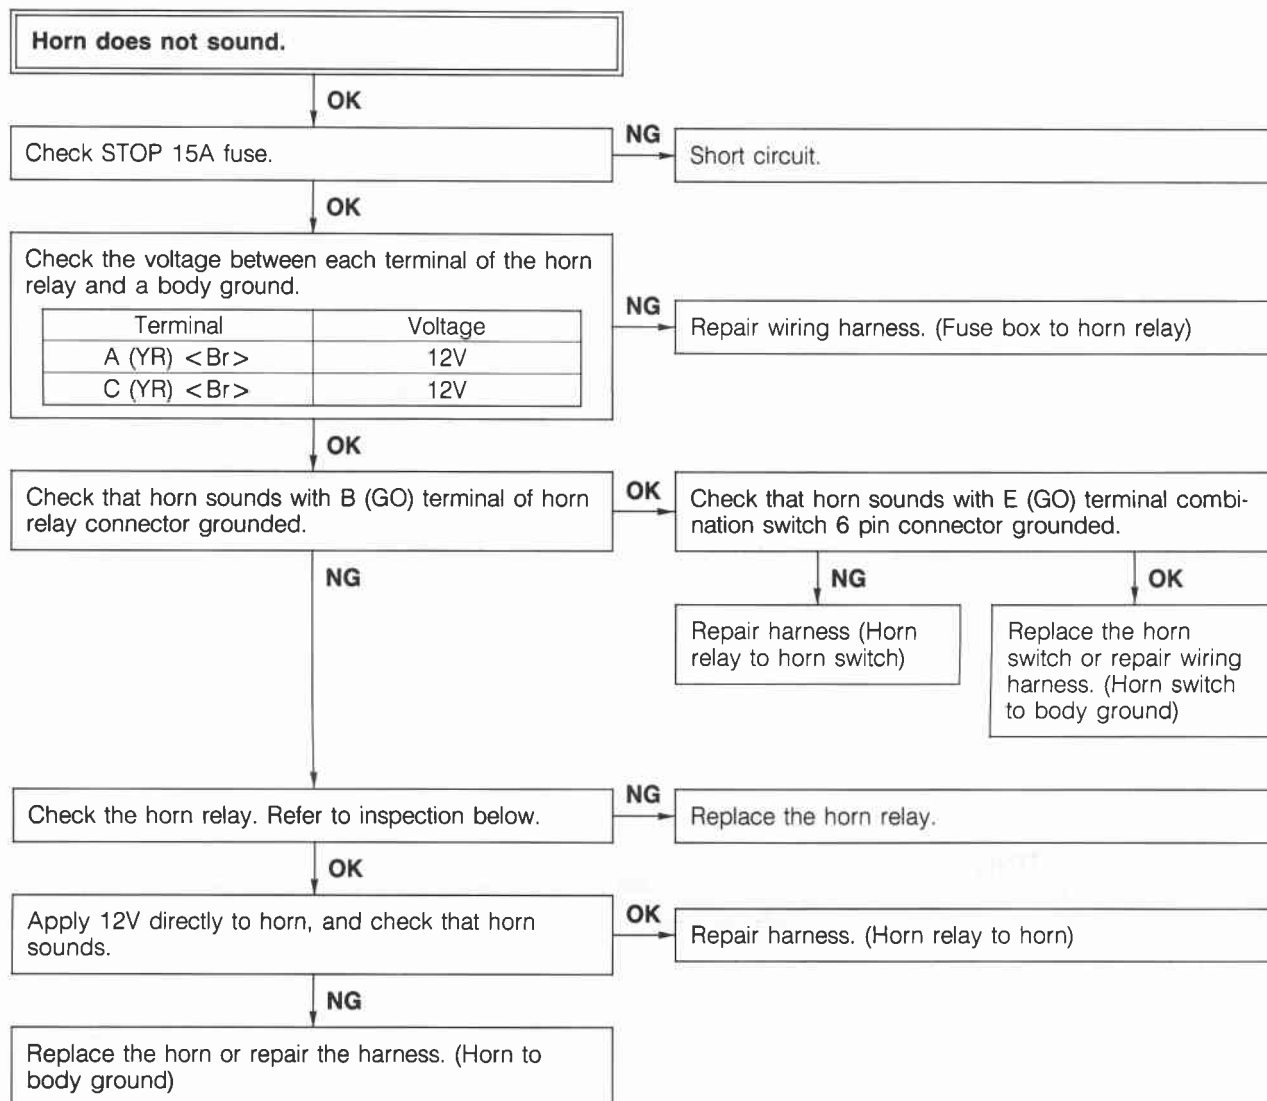 Horn does not sound.
OK
Check STOP 15A fuse.
NG
Short circuit.
OK
Check the voltage between each terminal of the horn
relay and a body ground.
Terminal Voltage
A (YR) <Br> 12V
C (YR) <Br> 12V
NG
Repair wiring harness. (Fuse box to horn relay)
OK
Check that horn sounds with B (GO) terminal of horn
relay connector grounded.
OK
Check that horn sounds with E (GO) terminal combi-
nation switch 6 pin connector grounded.
NG
Repair harness (Horn
relay to horn switch)
OK
Replace the horn
switch or repair wiring
harness. (Horn switch
to body ground)
NG
Check the horn relay. Refer to inspection below.
NG
Replace the horn relay.
OK
Apply 12V directly to horn, and check that horn
sounds.
OK
Repair harness. (Horn relay to horn)
NG
Replace the horn or repair the harness. (Horn to
body ground)